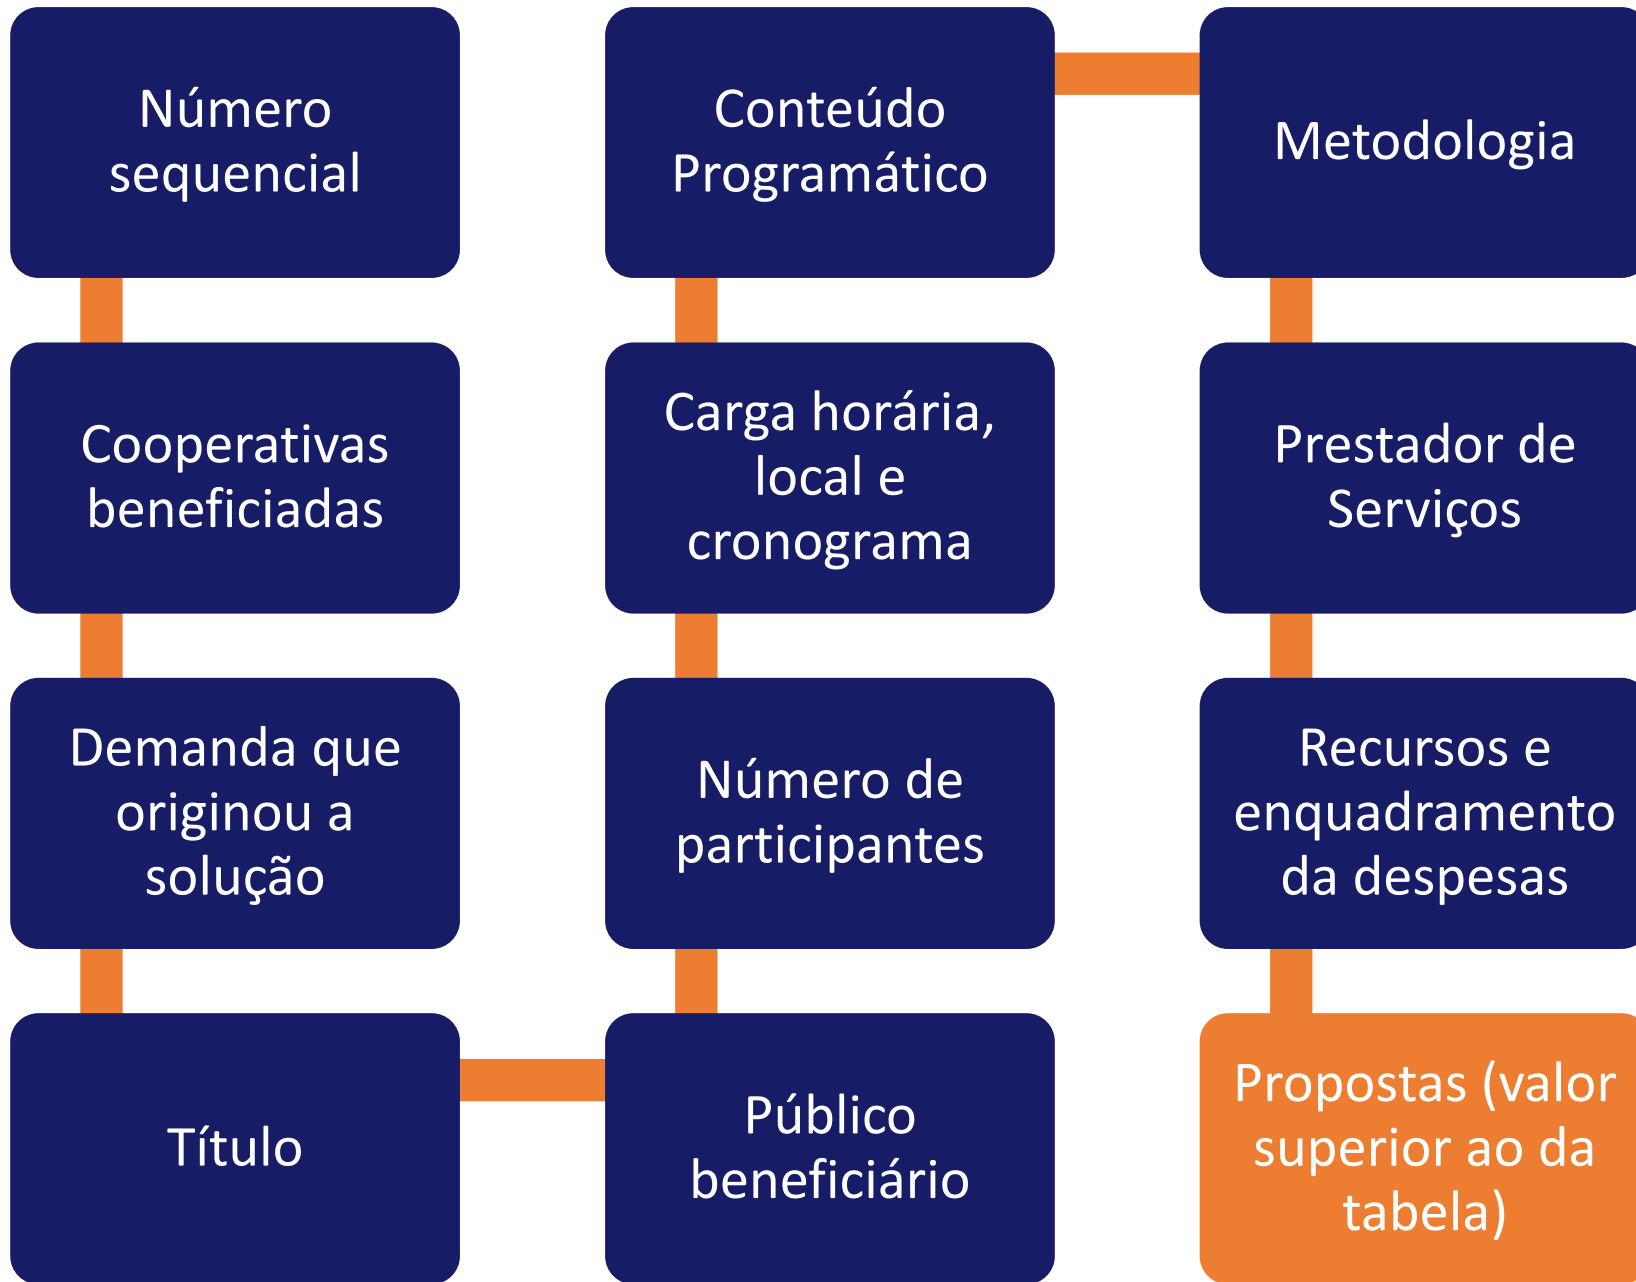 Número
sequencial
Cooperativas
beneficiadas
Demanda que
originou a
solução
Título
Público
beneficiário
Número de
participantes
Carga horária,
local e
cronograma
Conteúdo
Programático
Metodologia
Prestador de
Serviços
Recursos e
enquadramento
da despesas
Propostas (valor
superior ao da
tabela)